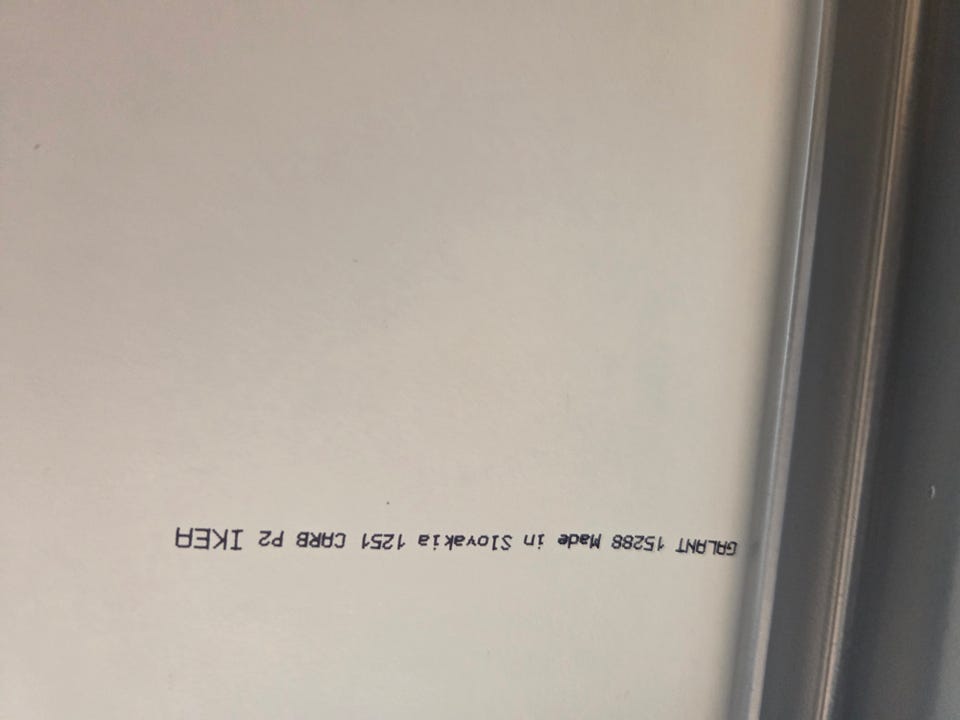 GALANT 15288 Made in Slovakia 1251 CARB P2 IKEA